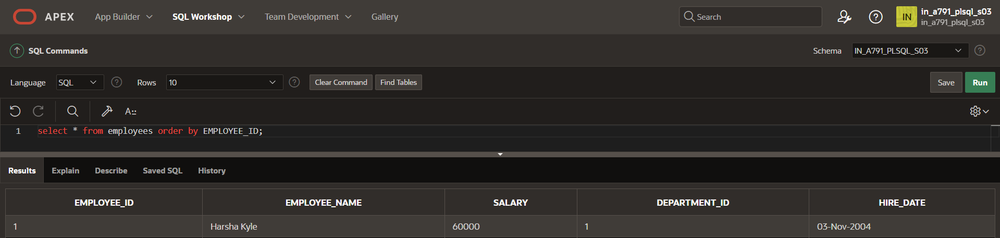 APEX App Builder SQL Workshop Team Development Gallery Search IN in_a791_plsql_s03
in_a791_plsql_s03
SQL Commands Schema IN_A791_PLSQL_S03
Language SQL Rows 10 Clear Command Find Tables Save Run
A::
1 select * from employees order by EMPLOYEE_ID;
Results Explain Describe Saved SQL History
EMPLOYEE_ID EMPLOYEE_NAME SALARY DEPARTMENT_ID HIRE_DATE
1 Harsha Kyle 60000 1 03-Nov-2004